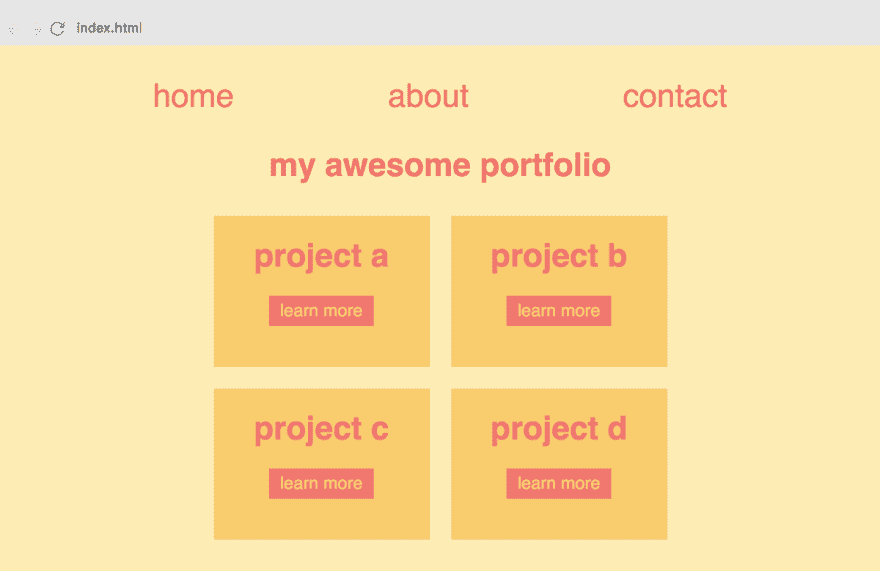 index.html
home about contact
my awesome portfolio
project a project b
learn more learn more
project c project d
learn more learn more